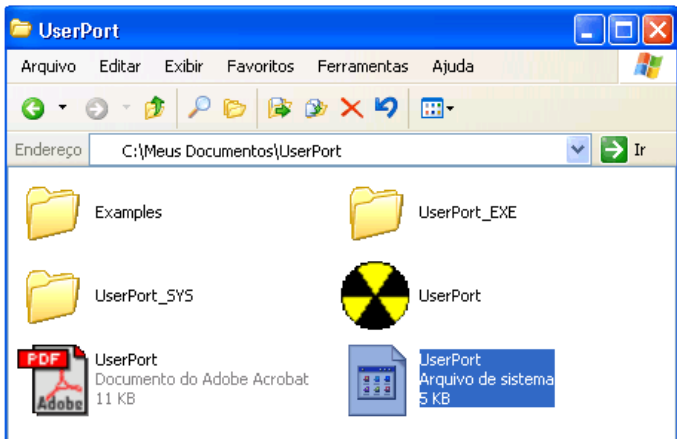 UserPort
Arquivo Editar Exibir Favoritos Ferramentas Ajuda
Endereço C:\Meus Documentos\UserPort Ir
Examples
UserPort_EXE
UserPort_SYS
UserPort
PDF
Adobe
UserPort
Documento do Adobe Acrobat
11 KB
UserPort
Arquivo de sistema
5 KB